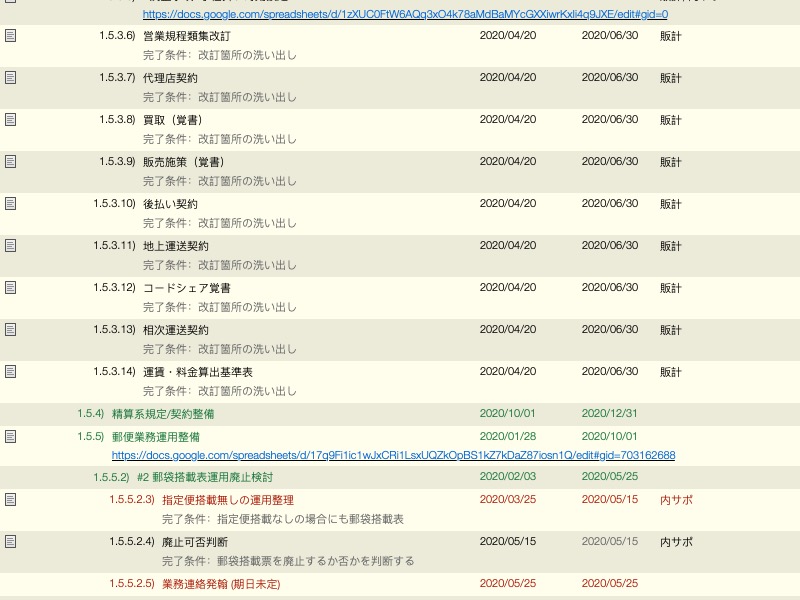 https://docs.google.com/spreadsheets/d/1zXUC0FtW6AQq3xO4k78aMdBaMYcGXXiwrKxli4q9JXE/edit#gid=0
1.5.3.6) 営業規程類集改訂 2020/04/20 2020/06/30 販計
完了条件: 改訂箇所の洗い出し
1.5.3.7) 代理店契約 2020/04/20 2020/06/30 販計
完了条件: 改訂箇所の洗い出し
1.5.3.8) 買取（覚書） 2020/04/20 2020/06/30 販計
完了条件: 改訂箇所の洗い出し
1.5.3.9) 販売施策（覚書） 2020/04/20 2020/06/30 販計
完了条件: 改訂箇所の洗い出し
1.5.3.10) 後払い契約 2020/04/20 2020/06/30 販計
完了条件: 改訂箇所の洗い出し
1.5.3.11) 地上運送契約 2020/04/20 2020/06/30 販計
完了条件: 改訂箇所の洗い出し
1.5.3.12) コードシェア覚書 2020/04/20 2020/06/30 販計
完了条件: 改訂箇所の洗い出し
1.5.3.13) 相次運送契約 2020/04/20 2020/06/30 販計
完了条件: 改訂箇所の洗い出し
1.5.3.14) 運賃・料金算出基準表 2020/04/20 2020/06/30 販計
完了条件: 改訂箇所の洗い出し
1.5.4) 精算系規定/契約整備 2020/10/01 2020/12/31
1.5.5) 郵便業務運用整備 2020/01/28 2020/10/01
https://docs.google.com/spreadsheets/d/17q9Fi1ic1wJxCRi1LsxUQZkOpBS1kZ7kDaZ87iosn1Q/edit#gid=703162688
1.5.5.2) #2 郵袋搭載表運用廃止検討 2020/02/03 2020/05/25
1.5.5.2.3) 指定便搭載無しの運用整理 2020/03/25 2020/05/15 内サポ
完了条件: 指定便搭載なしの場合にも郵袋搭載表
1.5.5.2.4) 廃止可否判断 2020/05/15 2020/05/15 内サポ
完了条件: 郵袋搭載票を廃止するか否かを判断する
1.5.5.2.5) 業務連絡発翰 (期日未定) 2020/05/25 2020/05/25